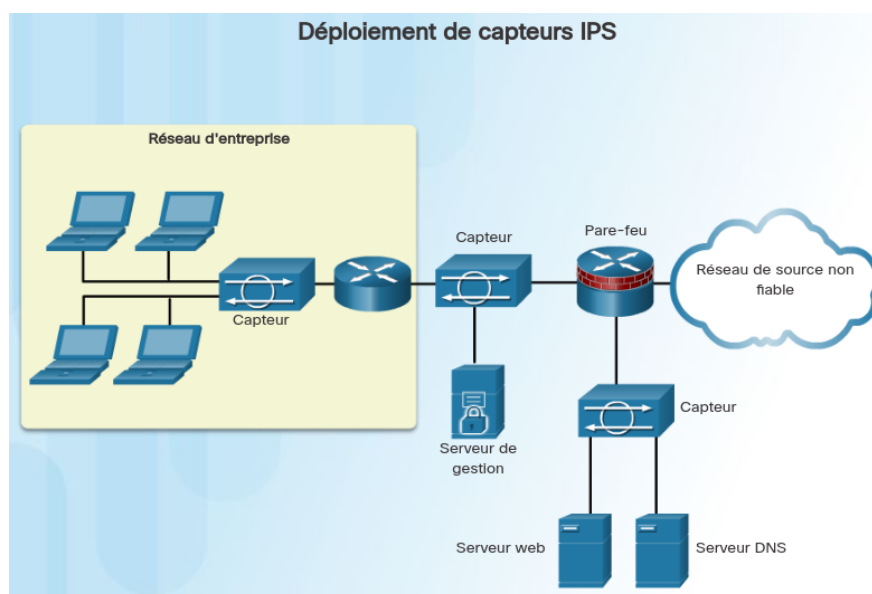 Déploiement de capteurs IPS
Réseau d'entreprise
Capteur
Capteur
Serveur de
gestion
Pare-feu
Réseau de source non
fiable
Capteur
Serveur web
Serveur DNS